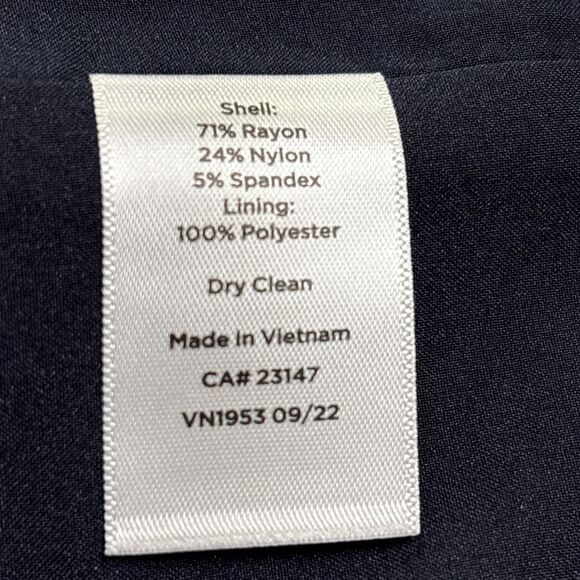 Shell:
71% Rayon
24% Nylon
5% Spandex
Lining:
100% Polyester
Dry Clean
Made In Vietnam
CA# 23147
VN1953 09/22